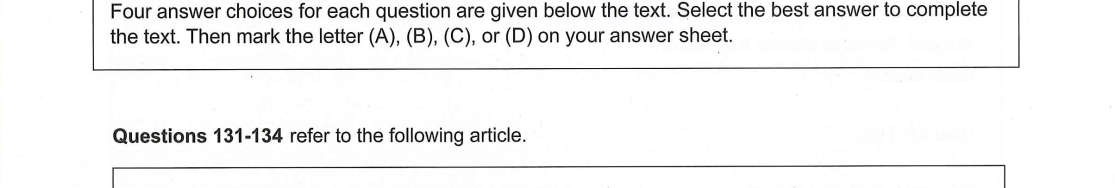 Four answer choices for each question are given below the text. Select the best answer to complete
the text. Then mark the letter (A), (B), (C), or (D) on your answer sheet.
Questions 131-134 refer to the following article.